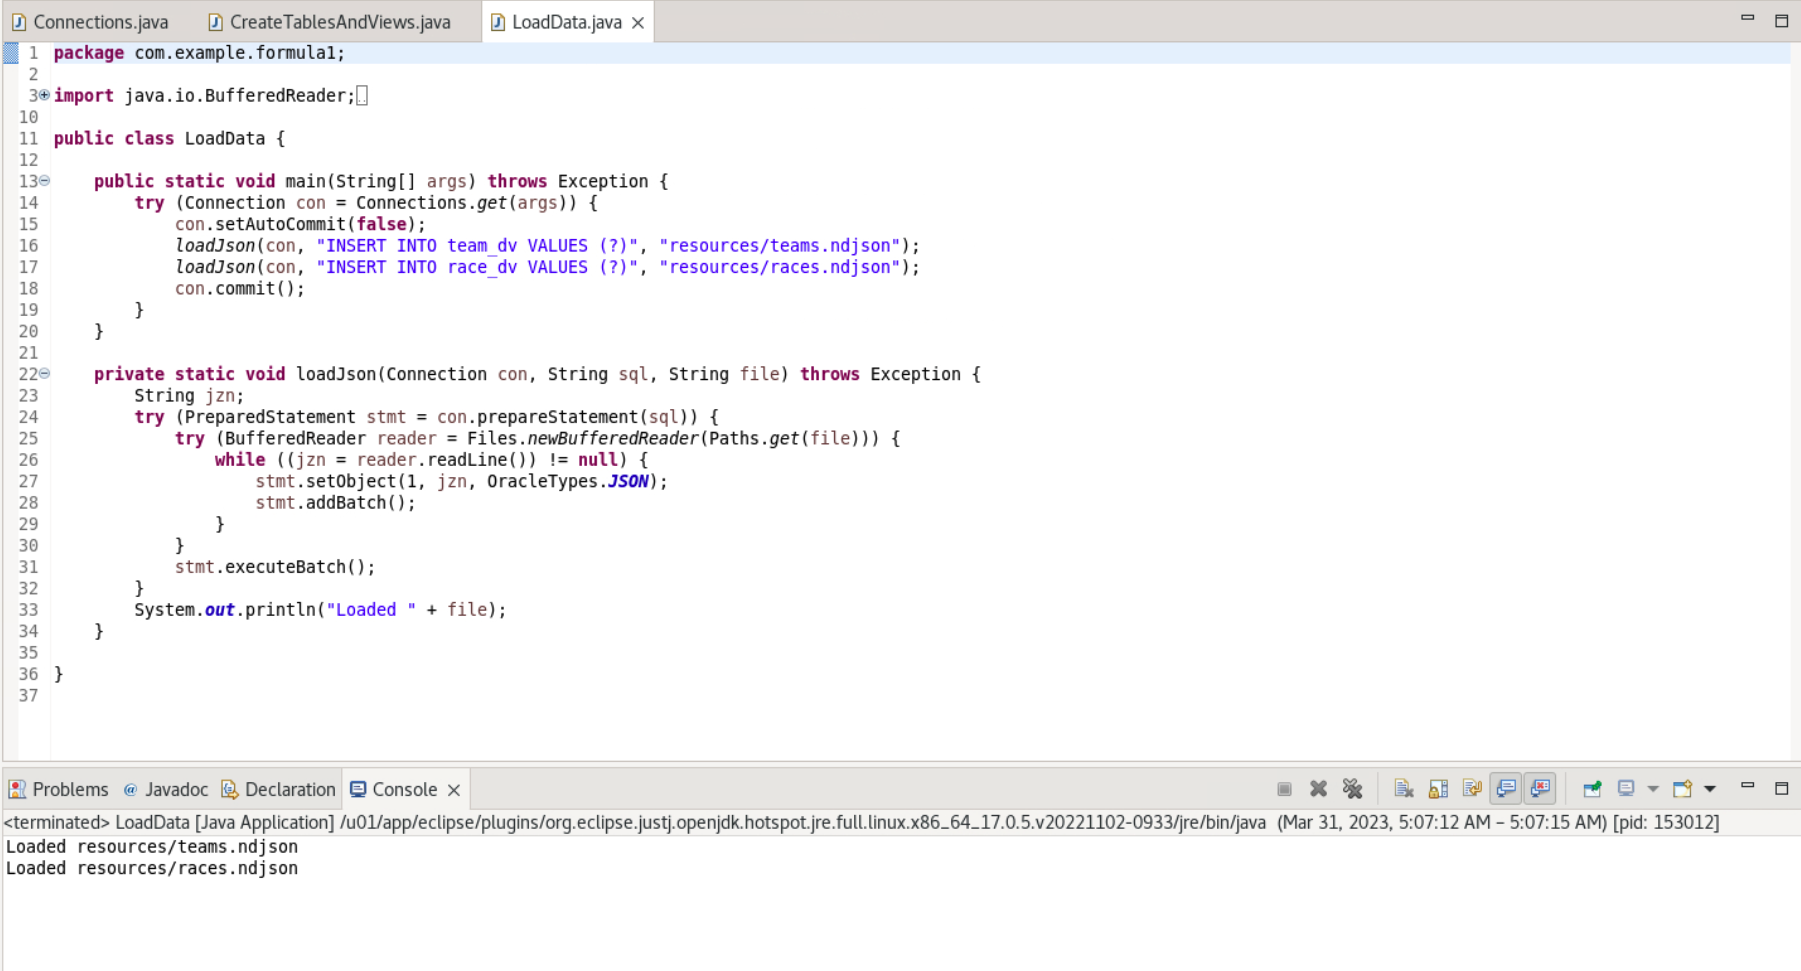 Connections.java CreateTablesAndViews.java LoadData.java
1 package com.example.formula1;
2
3 import java.io.BufferedReader;
10
11 public class LoadData {
12
13 public static void main(String[] args) throws Exception {
14 try (Connection con = Connections.get(args)) {
15 con.setAutoCommit(false);
16 loadJson(con, "INSERT INTO team_dv VALUES (?)", "resources/teams.ndjson");
17 loadJson(con, "INSERT INTO race_dv VALUES (?)", "resources/races.ndjson");
18 con.commit();
19 }
20 }
21
22 private static void loadJson(Connection con, String sql, String file) throws Exception {
23 String jzn;
24 try (PreparedStatement stmt = con.prepareStatement(sql)) {
25 try (BufferedReader reader = Files.newBufferedReader(Paths.get(file))) {
26 while ((jzn = reader.readLine()) != null) {
27 stmt.setObject(1, jzn, OracleTypes.JSON);
28 stmt.addBatch();
29 }
30 }
31 stmt.executeBatch();
32 }
33 System.out.println("Loaded " + file);
34 }
35
36 }
37
Problems @ Javadoc Declaration Console
<terminated> LoadData [Java Application] /u01/app/eclipse/plugins/org.eclipse.justj.openjdk.hotspot.jre.full.linux.x86_64_17.0.5.v20221102-0933/jre/bin/java (Mar 31, 2023, 5:07:12 AM – 5:07:15 AM) [pid: 153012]
Loaded resources/teams.ndjson
Loaded resources/races.ndjson